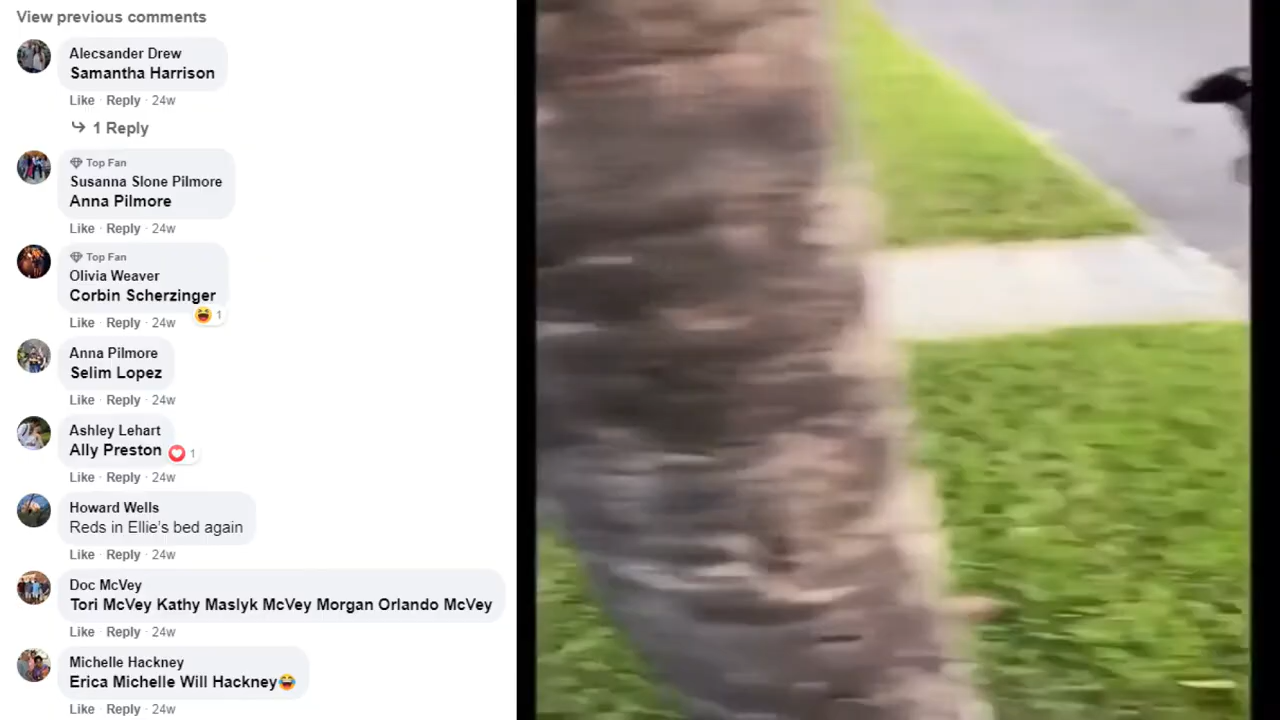 View previous comments
Alecsander Drew
Samantha Harrison
Like · Reply · 24w
1 Reply
Top Fan
Susanna Slone Pilmore
Anna Pilmore
Like · Reply · 24w
Top Fan
Olivia Weaver
Corbin Scherzinger
1
Like · Reply · 24w
Anna Pilmore
Selim Lopez
Like · Reply · 24w
Ashley Lehart
Ally Preston
1
Like · Reply · 24w
Howard Wells
Reds in Ellie's bed again
Like · Reply · 24w
Doc McVey
Tori McVey Kathy Maslyk McVey Morgan Orlando McVey
Like · Reply · 24w
Michelle Hackney
Erica Michelle Will Hackney😂
Like · Reply · 24w